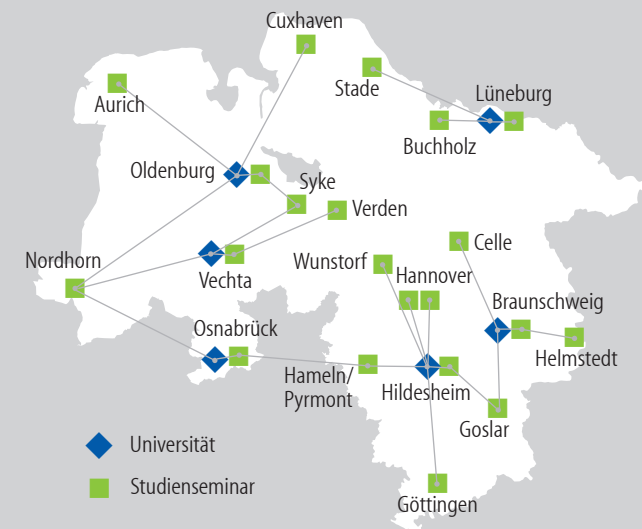 Cuxhaven
Stade
Aurich
Lüneburg
Buchholz
Oldenburg
Syke
Verden
Celle
Nordhorn
Vechta
Wunstorf
Hannover
Braunschweig
Osnabrück
Helmstedt
Hameln/
Pyrmont
Hildesheim
Goslar
Universität
Studienseminar
Göttingen